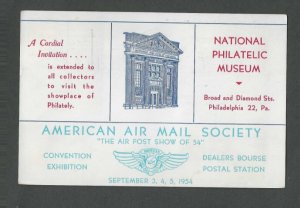 A Cordial
Invitation . . . .
is extended to
all collectors
to visit the
showplace of
Philately.
NATIONAL
PHILATELIC
MUSEUM
Broad and Diamond Sts.
Philadelphia 22, Pa.
AMERICAN AIR MAIL SOCIETY
"THE AIR POST SHOW OF 54"
CONVENTION
EXHIBITION
DEALERS BOURSE
POSTAL STATION
SEPTEMBER 3, 4, 5, 1954